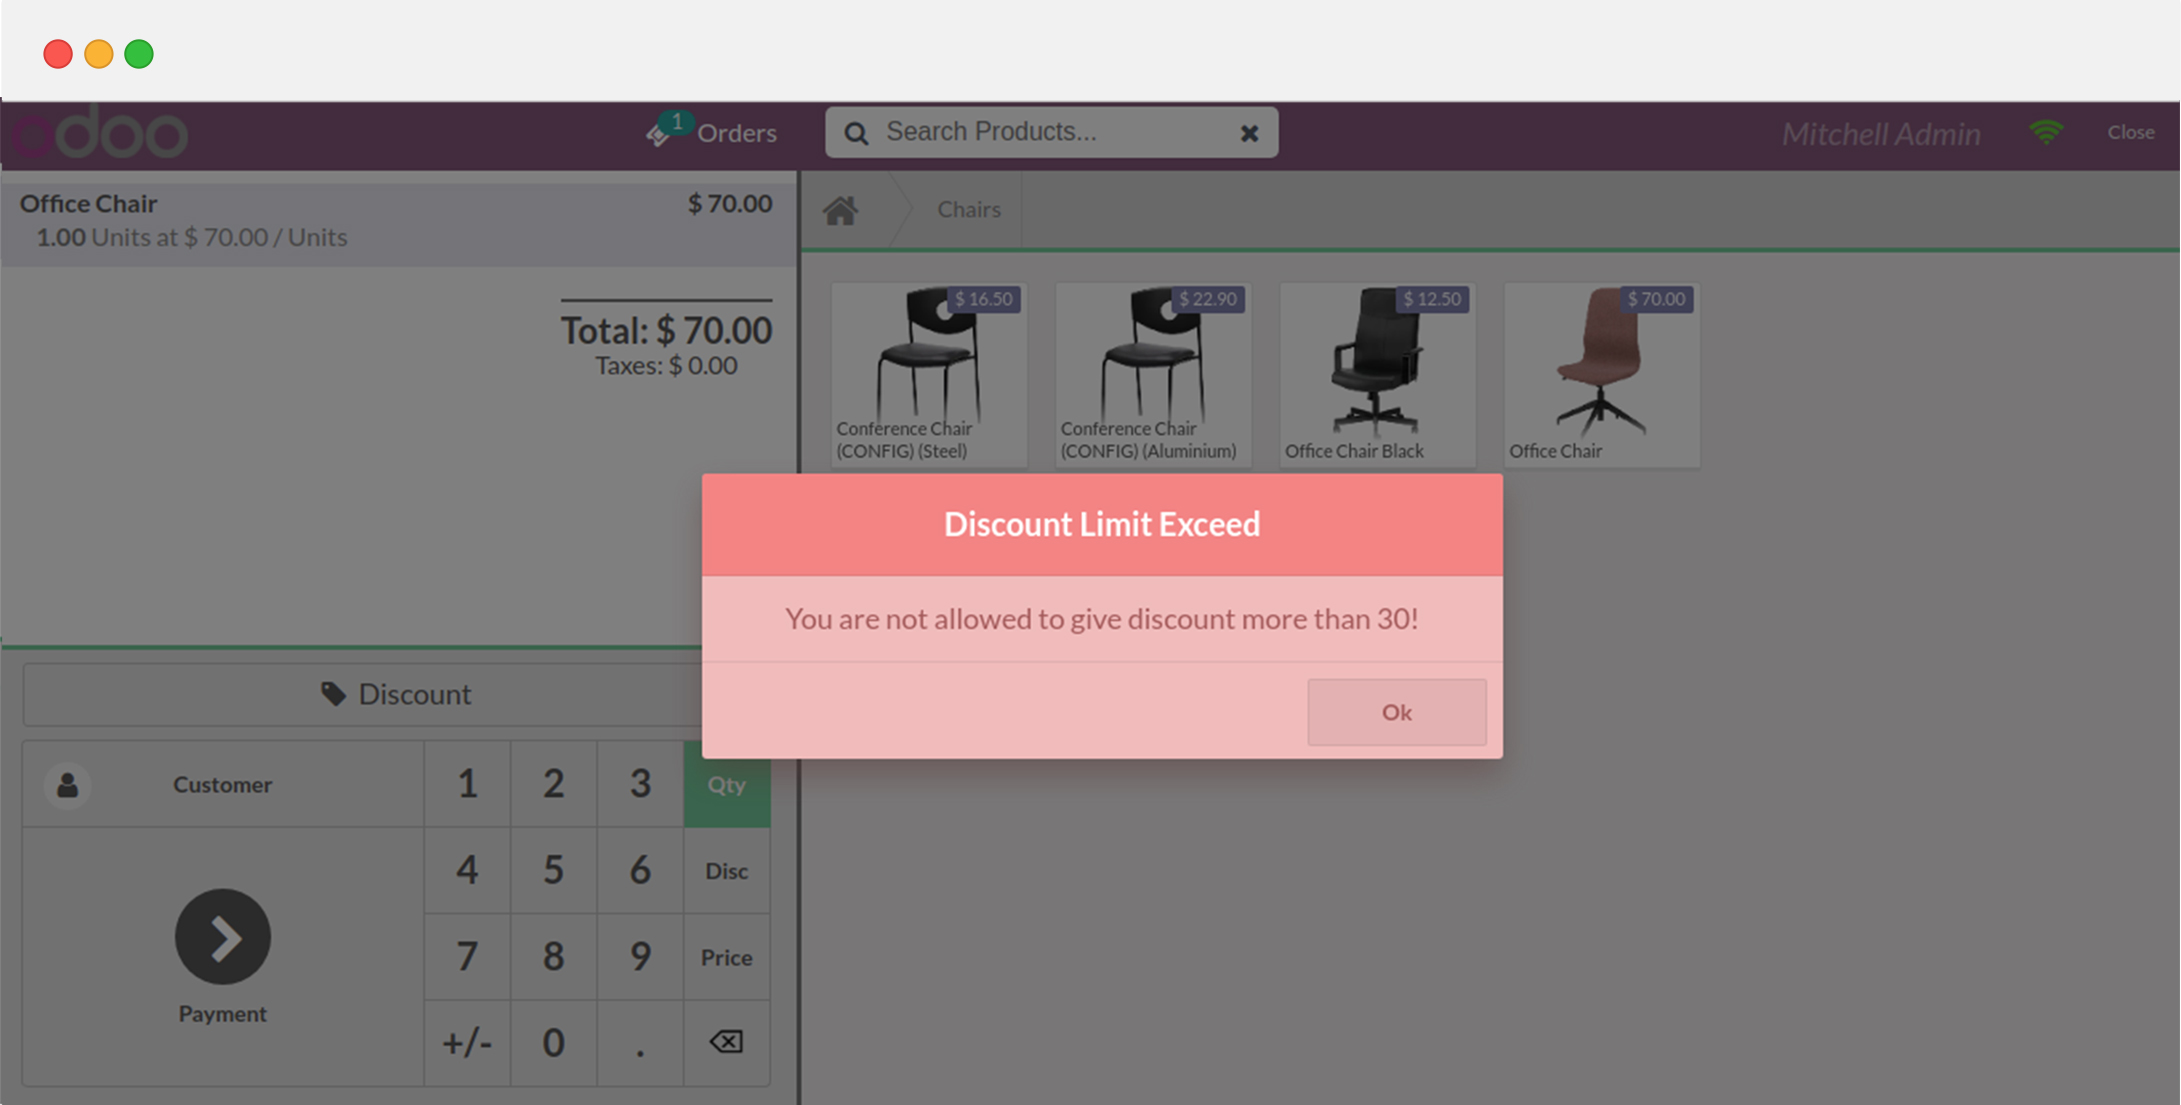 odoo
1
Orders
Search Products...
Mitchell Admin
Close
Office Chair $ 70.00
1.00 Units at $ 70.00 / Units
Total: $ 70.00
Taxes: $ 0.00
Chairs
$ 16.50
Conference Chair
(CONFIG) (Steel)
$ 22.90
Conference Chair
(CONFIG) (Aluminium)
$ 12.50
Office Chair Black
$ 70.00
Office Chair
Discount Limit Exceed
You are not allowed to give discount more than 30!
Ok
Discount
Customer
Payment
1 2 3 Qty
4 5 6 Disc
7 8 9 Price
+/- 0 .